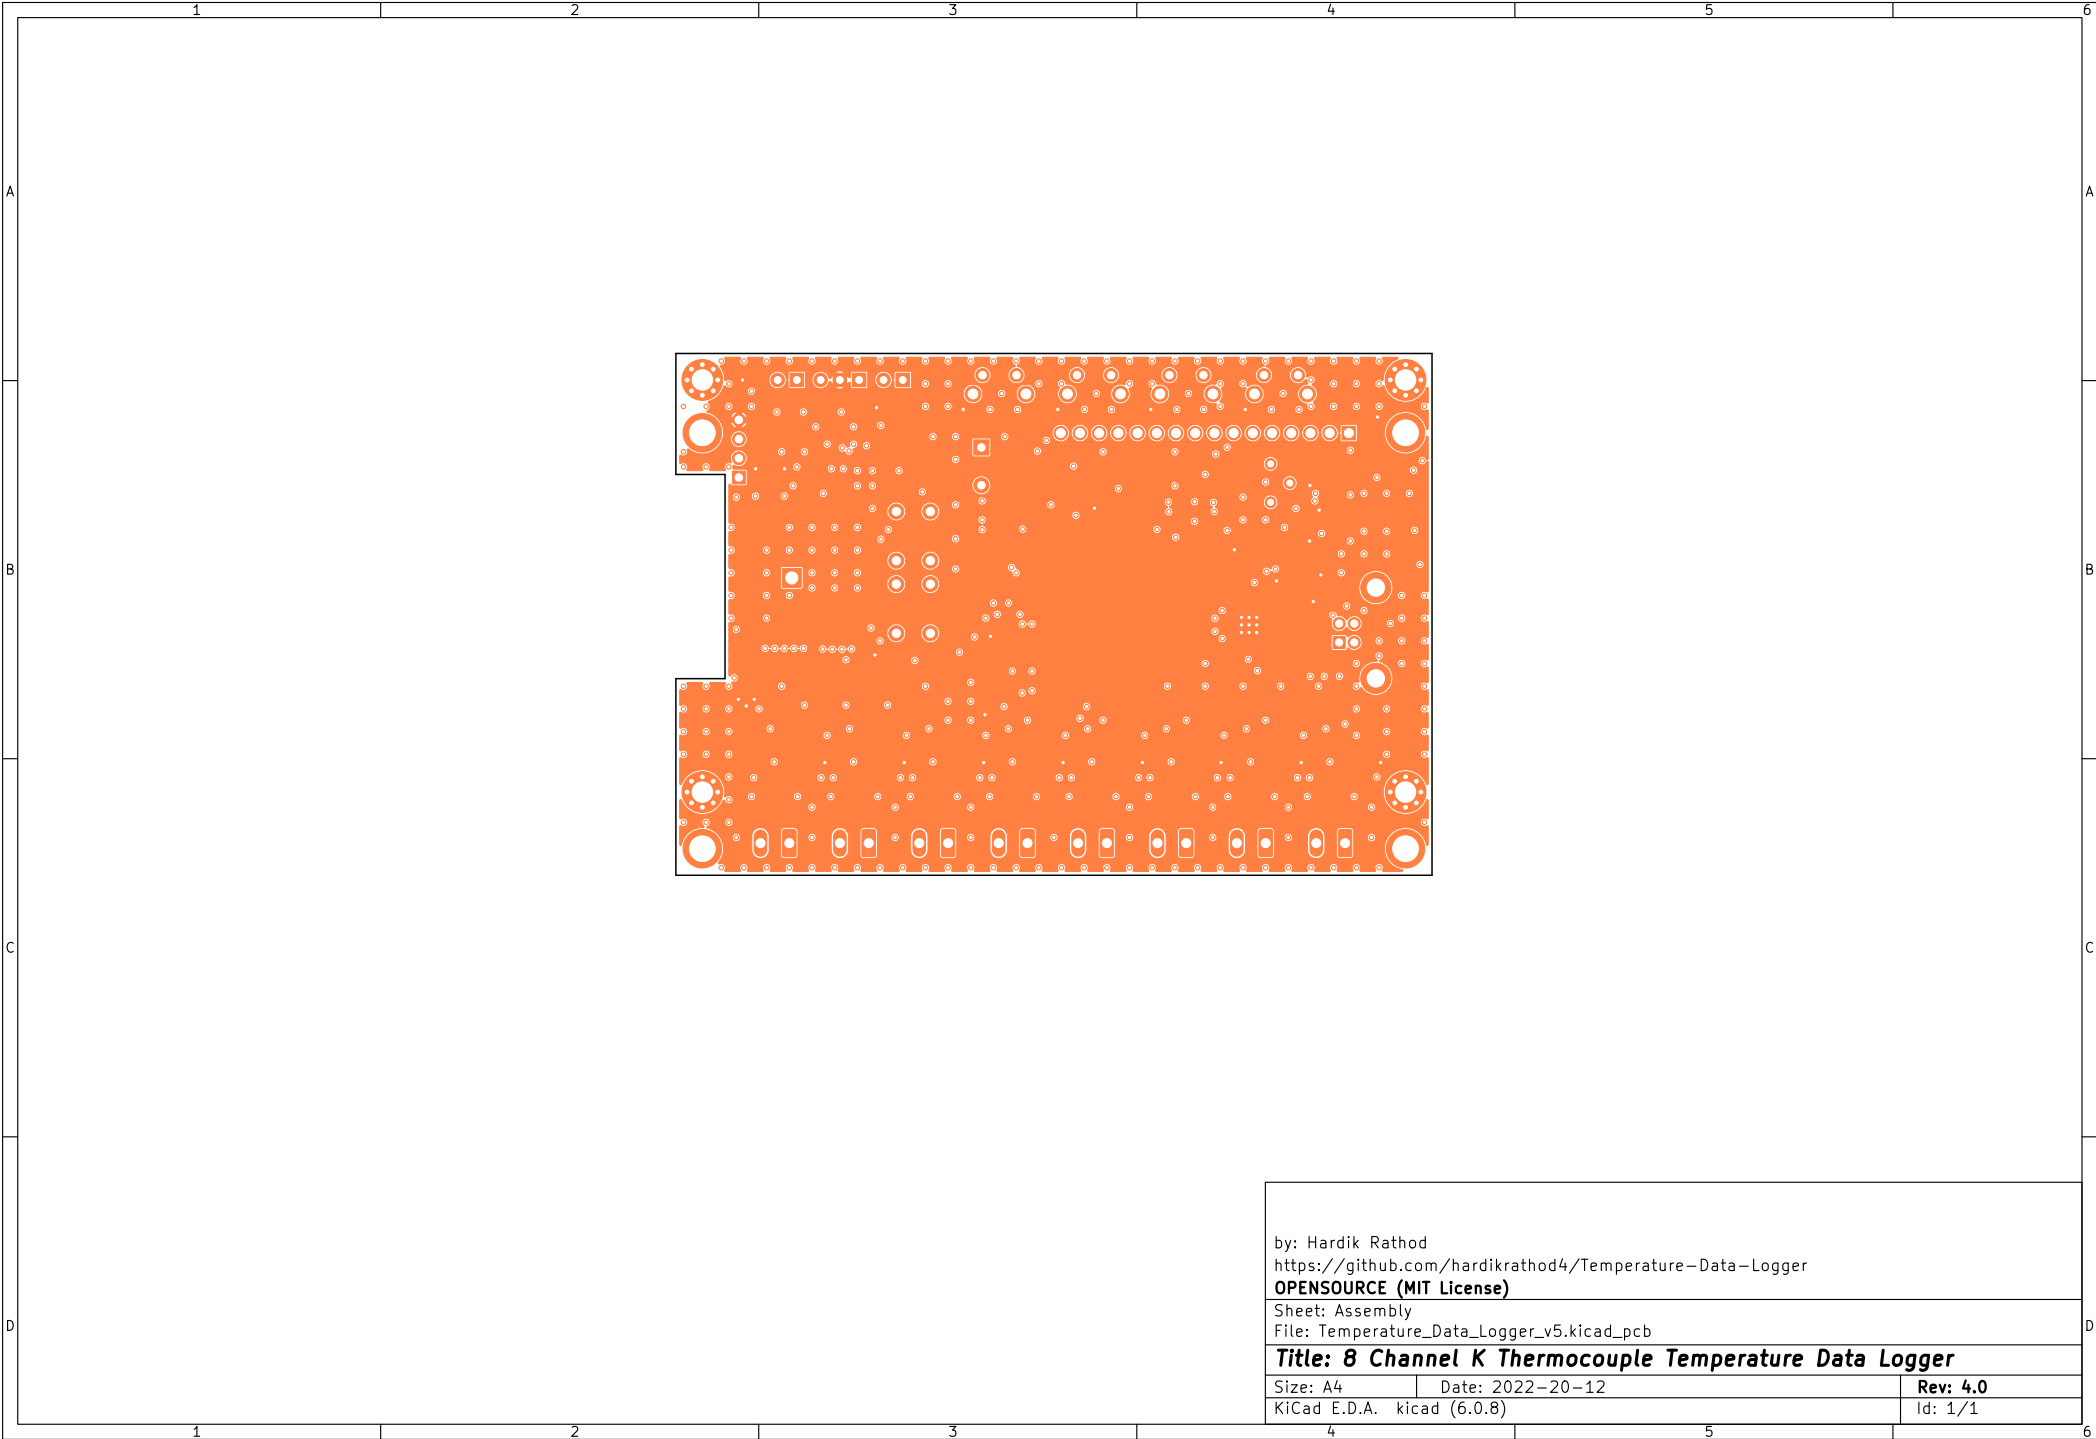 1 2 3 4 5 6
A A
B B
C C
D D
by: Hardik Rathod
https://github.com/hardikrathod4/Temperature-Data-Logger
OPENSOURCE (MIT License)
Sheet: Assembly
File: Temperature_Data_Logger_v5.kicad_pcb
Title: 8 Channel K Thermocouple Temperature Data Logger
Size: A4 Date: 2022-20-12 Rev: 4.0
KiCad E.D.A. kicad (6.0.8) Id: 1/1
1 2 3 4 5 6